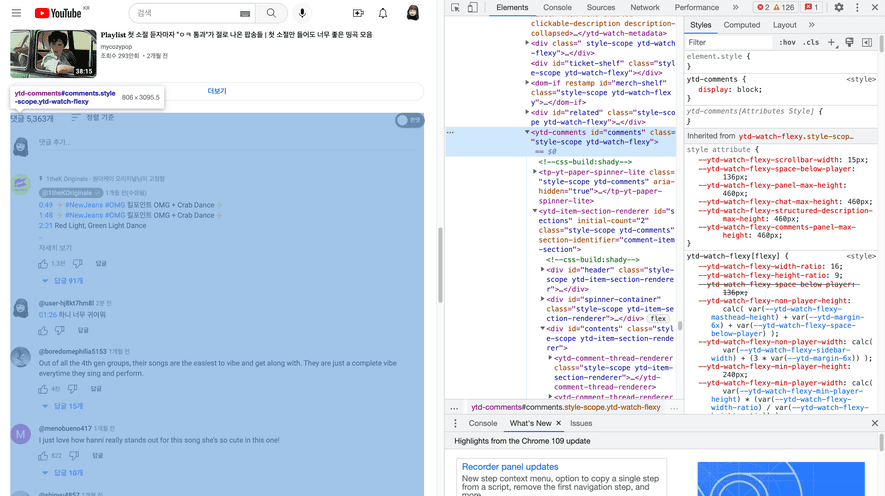 YouTube KR
검색
38:15
Playlist 첫 소절 듣자마자 "ㅇㅋ 통과"가 절로 나온 팝송들 | 첫 소절만 들어도 너무 좋은 띵곡 모음
mycozypop
조회수 293만회 • 2개월 전
더보기
ytd-comments#comments.style
-scope.ytd-watch-flexy
806 × 3095.5
댓글 5,363개
정렬 기준
댓글 추가...
1theK Originals - 원더케이 오리지널님이 고정됨
@1theKOriginals
1개월 전(수정됨)
0:49 ⚡ #NewJeans #OMG 킬포인트 OMG + Crab Dance⚡
1:48 ⚡ #NewJeans #OMG 킬포인트 OMG + Crab Dance⚡
2:21 Red Light, Green Light Dance
..
자세히 보기
1.3천
답글
답글 91개
@user-hj8kt7hm8l 2분 전
01:26 하니 너무 귀여워
답글
@boredomephilia5153 1개월 전
Out of all the 4th gen groups, their songs are the easiest to vibe and get along with. They are just a complete vibe
everytime they sing and perform.
4천
답글
답글 15개
@menobueno417 1개월 전
M
I just love how hanni really stands out for this song she's so cute in this one!
822
답글
답글 10개
Elements
Console
Sources
Network
Performance
»
2
126
1
clickable-description description-
collapsed>…</ytd-watch-metadata>
<div class=" style-scope ytd-watch
-flexy">…</div>
<div id="ticket-shelf" class="style-
scope ytd-watch-flexy">…</div>
<dom-if restamp id="merch-shelf"
class="style-scope ytd-watch-flex
y">…</dom-if>
<div id="related" class="style-sco
pe ytd-watch-flexy">…</div>
<ytd-comments id="comments" class=
"style-scope ytd-watch-flexy">
== $0
<!--css-build:shady-->
<tp-yt-paper-spinner-lite class=
"style-scope ytd-comments" aria-
hidden="true">…</tp-yt-paper-
spinner-lite>
<ytd-item-section-renderer id="s
ections" initial-count="2"
class="style-scope ytd-comments"
section-identifier="comment-item
-section">
<!--css-build:shady-->
<div id="header" class="style-
scope ytd-item-section-rendere
r">…</div>
<div id="spinner-container"
class="style-scope ytd-item-se
ction-renderer">…</div> flex
<div id="contents" class="styl
e-scope ytd-item-section-rende
rer">
<ytd-comment-thread-renderer
class="style-scope ytd-item-
section-renderer">…</ytd-
comment-thread-renderer>
<ytd-comment-thread-renderer
... ytd-comments#comments.style-scope.ytd-watch-flexy ...
Styles
Computed
Layout
»
Filter
:hov .cls
element.style {
}
ytd-comments { <style>
display: block;
}
ytd-comments[Attributes Style] {
}
Inherited from ytd-watch-flexy.style-scop…
style attribute {
--ytd-watch-flexy-scrollbar-width: 15px;
--ytd-watch-flexy-space-below-player:
136px;
--ytd-watch-flexy-panel-max-height:
460px;
--ytd-watch-flexy-chat-max-height: 460px;
--ytd-watch-flexy-structured-description-
max-height: 460px;
--ytd-watch-flexy-comments-panel-max-
height: 460px;
}
ytd-watch-flexy[flexy] { <style>
--ytd-watch-flexy-width-ratio: 16;
--ytd-watch-flexy-height-ratio: 9;
--ytd-watch-flexy-space-below-player:
136px;
--ytd-watch-flexy-non-player-height:
calc( var(--ytd-watch-flexy-
masthead-height) + var(--ytd-margin-
6x) + var(--ytd-watch-flexy-space-
below-player) );
--ytd-watch-flexy-non-player-width: calc(
var(--ytd-watch-flexy-sidebar-
width) + (3 * var(--ytd-margin-6x)) );
--ytd-watch-flexy-min-player-height:
240px;
--ytd-watch-flexy-min-player-width: calc(
var(--ytd-watch-flexy-min-player-
height) * (var(--ytd-watch-flexy-
width-ratio) / var(--ytd-watch-flexy-
Console
What's New ×
Issues
Highlights from the Chrome 109 update
Recorder panel updates
New step context menu, option to copy a single step
from a script, remove the first navigation step, and
more.